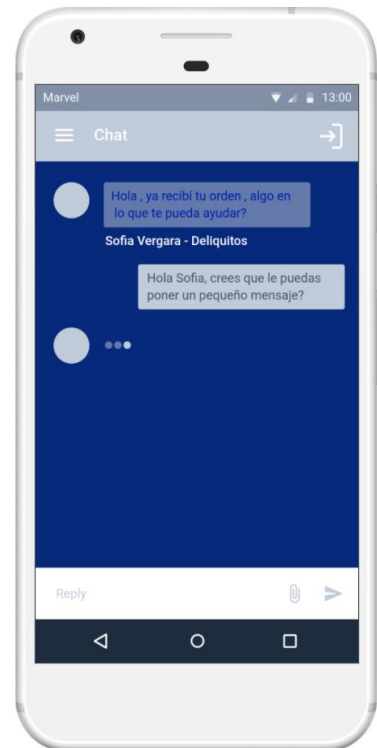 Marvel 13:00
Chat
Hola , ya recibí tu orden , algo en
lo que te pueda ayudar?
Sofia Vergara - Deliquitos
Hola Sofia, crees que le puedas
poner un pequeño mensaje?
Reply